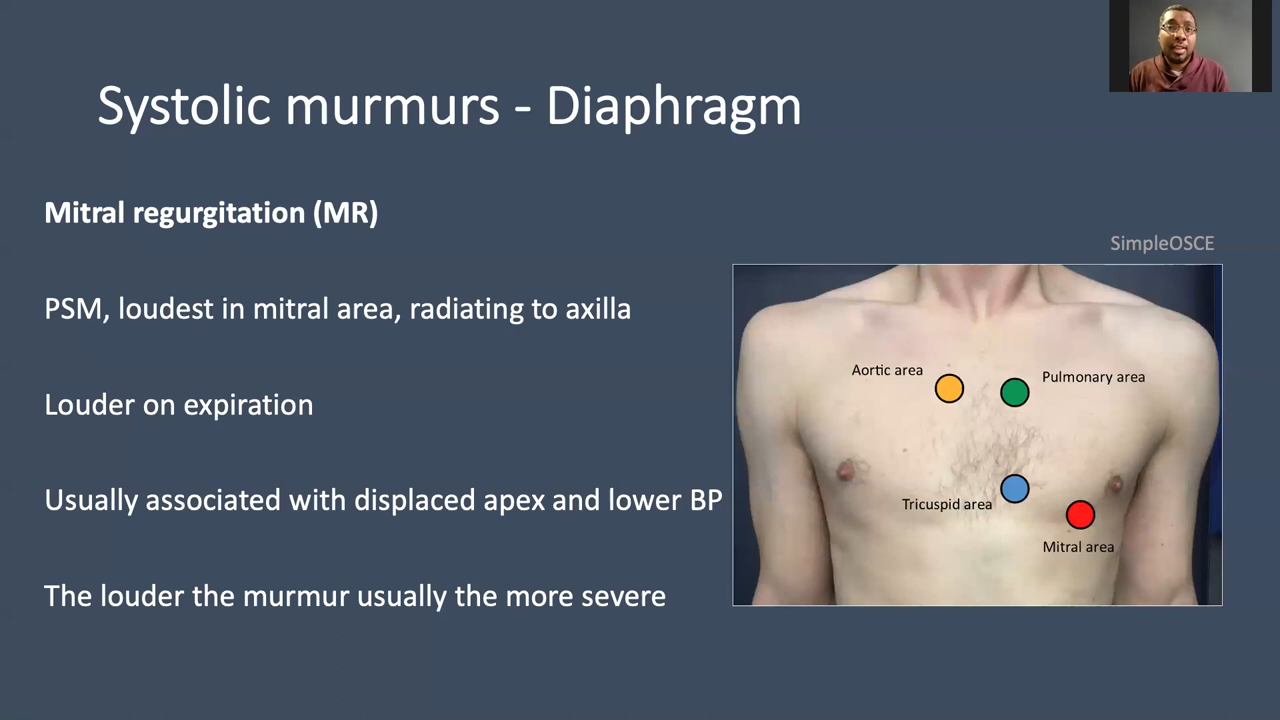 Systolic murmurs - Diaphragm
Mitral regurgitation (MR)
SimpleOSCE
PSM, loudest in mitral area, radiating to axilla
Aortic area
Pulmonary area
Louder on expiration
Usually associated with displaced apex and lower BP
Tricuspid area
Mitral area
The louder the murmur usually the more severe